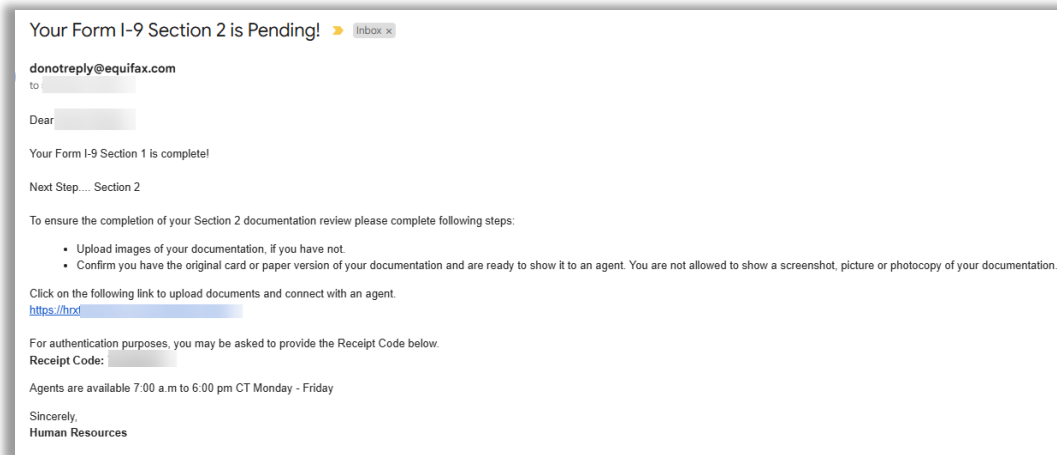 Your Form I-9 Section 2 is Pending! Inbox x
donotreply@equifax.com
to
Dear
Your Form I-9 Section 1 is complete!
Next Step.... Section 2
To ensure the completion of your Section 2 documentation review please complete following steps:
• Upload images of your documentation, if you have not.
• Confirm you have the original card or paper version of your documentation and are ready to show it to an agent. You are not allowed to show a screenshot, picture or photocopy of your documentation.
Click on the following link to upload documents and connect with an agent.
https://hrx
For authentication purposes, you may be asked to provide the Receipt Code below.
Receipt Code:
Agents are available 7:00 a.m to 6:00 pm CT Monday - Friday
Sincerely,
Human Resources